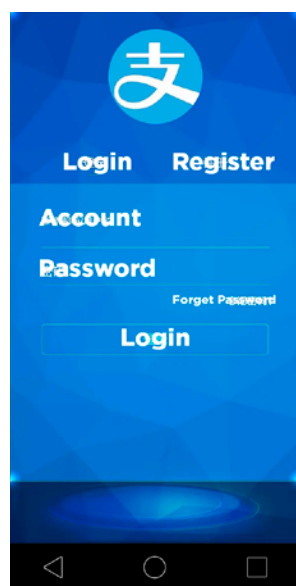 支
Login Register
Account
Password
Forget Password
Login